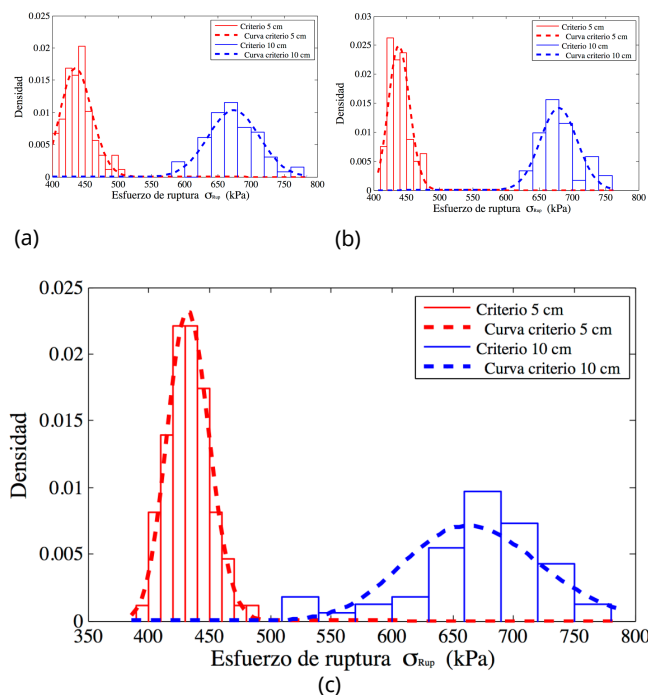 0.025
0.02
0.015
0.01
0.005
0
400 450 500 550 600 650 700 750 800
Densidad
Esfuerzo de ruptura σRup (kPa)
Criterio 5 cm
Curva criterio 5 cm
Criterio 10 cm
Curva criterio 10 cm
(a)
0.03
0.025
0.02
0.015
0.01
0.005
0
400 450 500 550 600 650 700 750 800
Densidad
Esfuerzo de ruptura σRup (kPa)
Criterio 5 cm
Curva criterio 5 cm
Criterio 10 cm
Curva criterio 10 cm
(b)
0.025
0.02
0.015
0.01
0.005
0
350 400 450 500 550 600 650 700 750 800
Densidad
Esfuerzo de ruptura σRup (kPa)
Criterio 5 cm
Curva criterio 5 cm
Criterio 10 cm
Curva criterio 10 cm
(c)